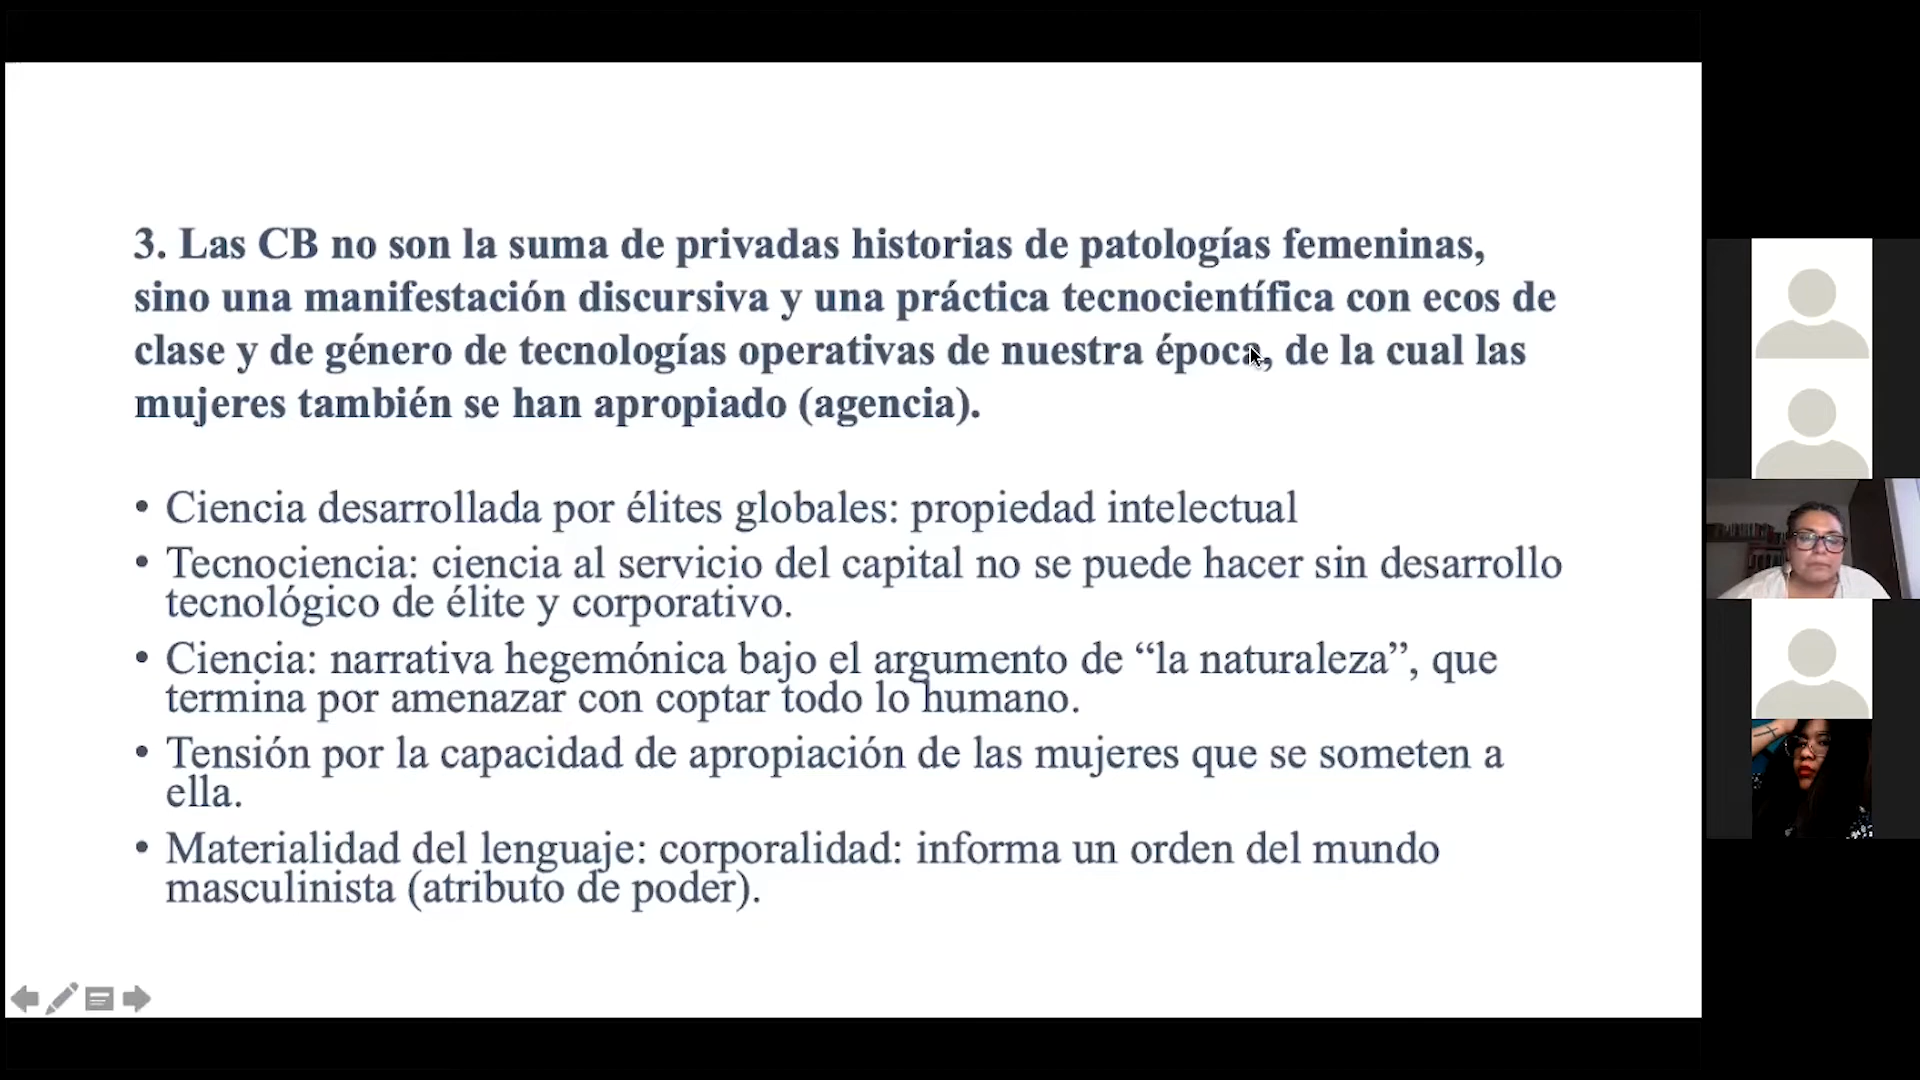 3. Las CB no son la suma de privadas historias de patologías femeninas,
sino una manifestación discursiva y una práctica tecnocientífica con ecos de
clase y de género de tecnologías operativas de nuestra época, de la cual las
mujeres también se han apropiado (agencia).
• Ciencia desarrollada por élites globales: propiedad intelectual
• Tecnociencia: ciencia al servicio del capital no se puede hacer sin desarrollo
tecnológico de élite y corporativo.
• Ciencia: narrativa hegemónica bajo el argumento de “la naturaleza”, que
termina por amenazar con coptar todo lo humano.
• Tensión por la capacidad de apropiación de las mujeres que se someten a
ella.
• Materialidad del lenguaje: corporalidad: informa un orden del mundo
masculinista (atributo de poder).